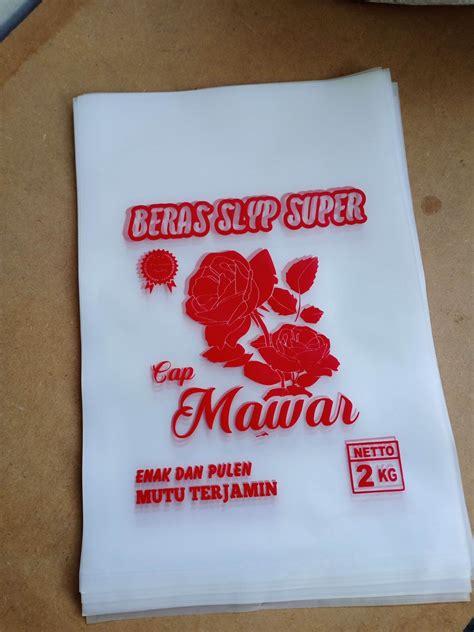 BERAS SLYP SUPER
Cap
Mawar
ENAK DAN PULEN
MUTU TERJAMIN
NETTO
2 KG